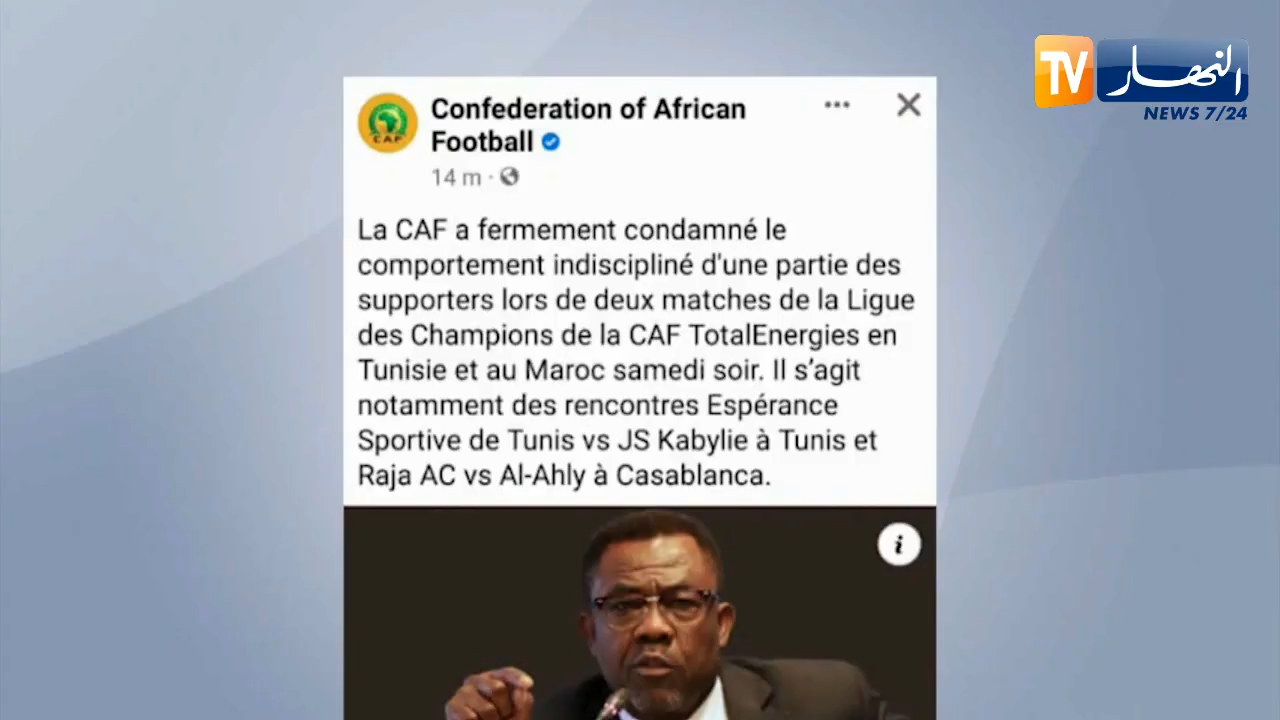 TV النهار
NEWS 7/24
Confederation of African
Football
14 m ·
CAF
La CAF a fermement condamné le
comportement indiscipliné d'une partie des
supporters lors de deux matches de la Ligue
des Champions de la CAF TotalEnergies en
Tunisie et au Maroc samedi soir. Il s’agit
notamment des rencontres Espérance
Sportive de Tunis vs JS Kabylie à Tunis et
Raja AC vs Al-Ahly à Casablanca.
i